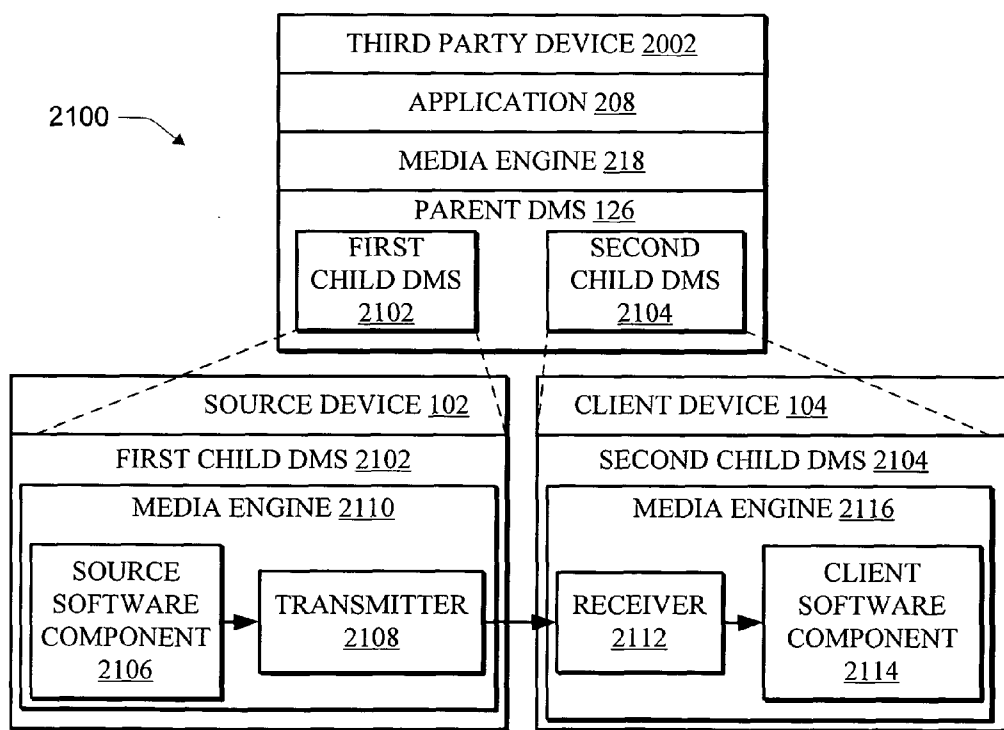 THIRD PARTY DEVICE 2002
2100
APPLICATION 208
MEDIA ENGINE 218
PARENT DMS 126
FIRST
CHILD DMS
2102
SECOND
CHILD DMS
2104
SOURCE DEVICE 102
FIRST CHILD DMS 2102
MEDIA ENGINE 2110
SOURCE
SOFTWARE
COMPONENT
2106
TRANSMITTER
2108
CLIENT DEVICE 104
SECOND CHILD DMS 2104
MEDIA ENGINE 2116
RECEIVER
2112
CLIENT
SOFTWARE
COMPONENT
2114